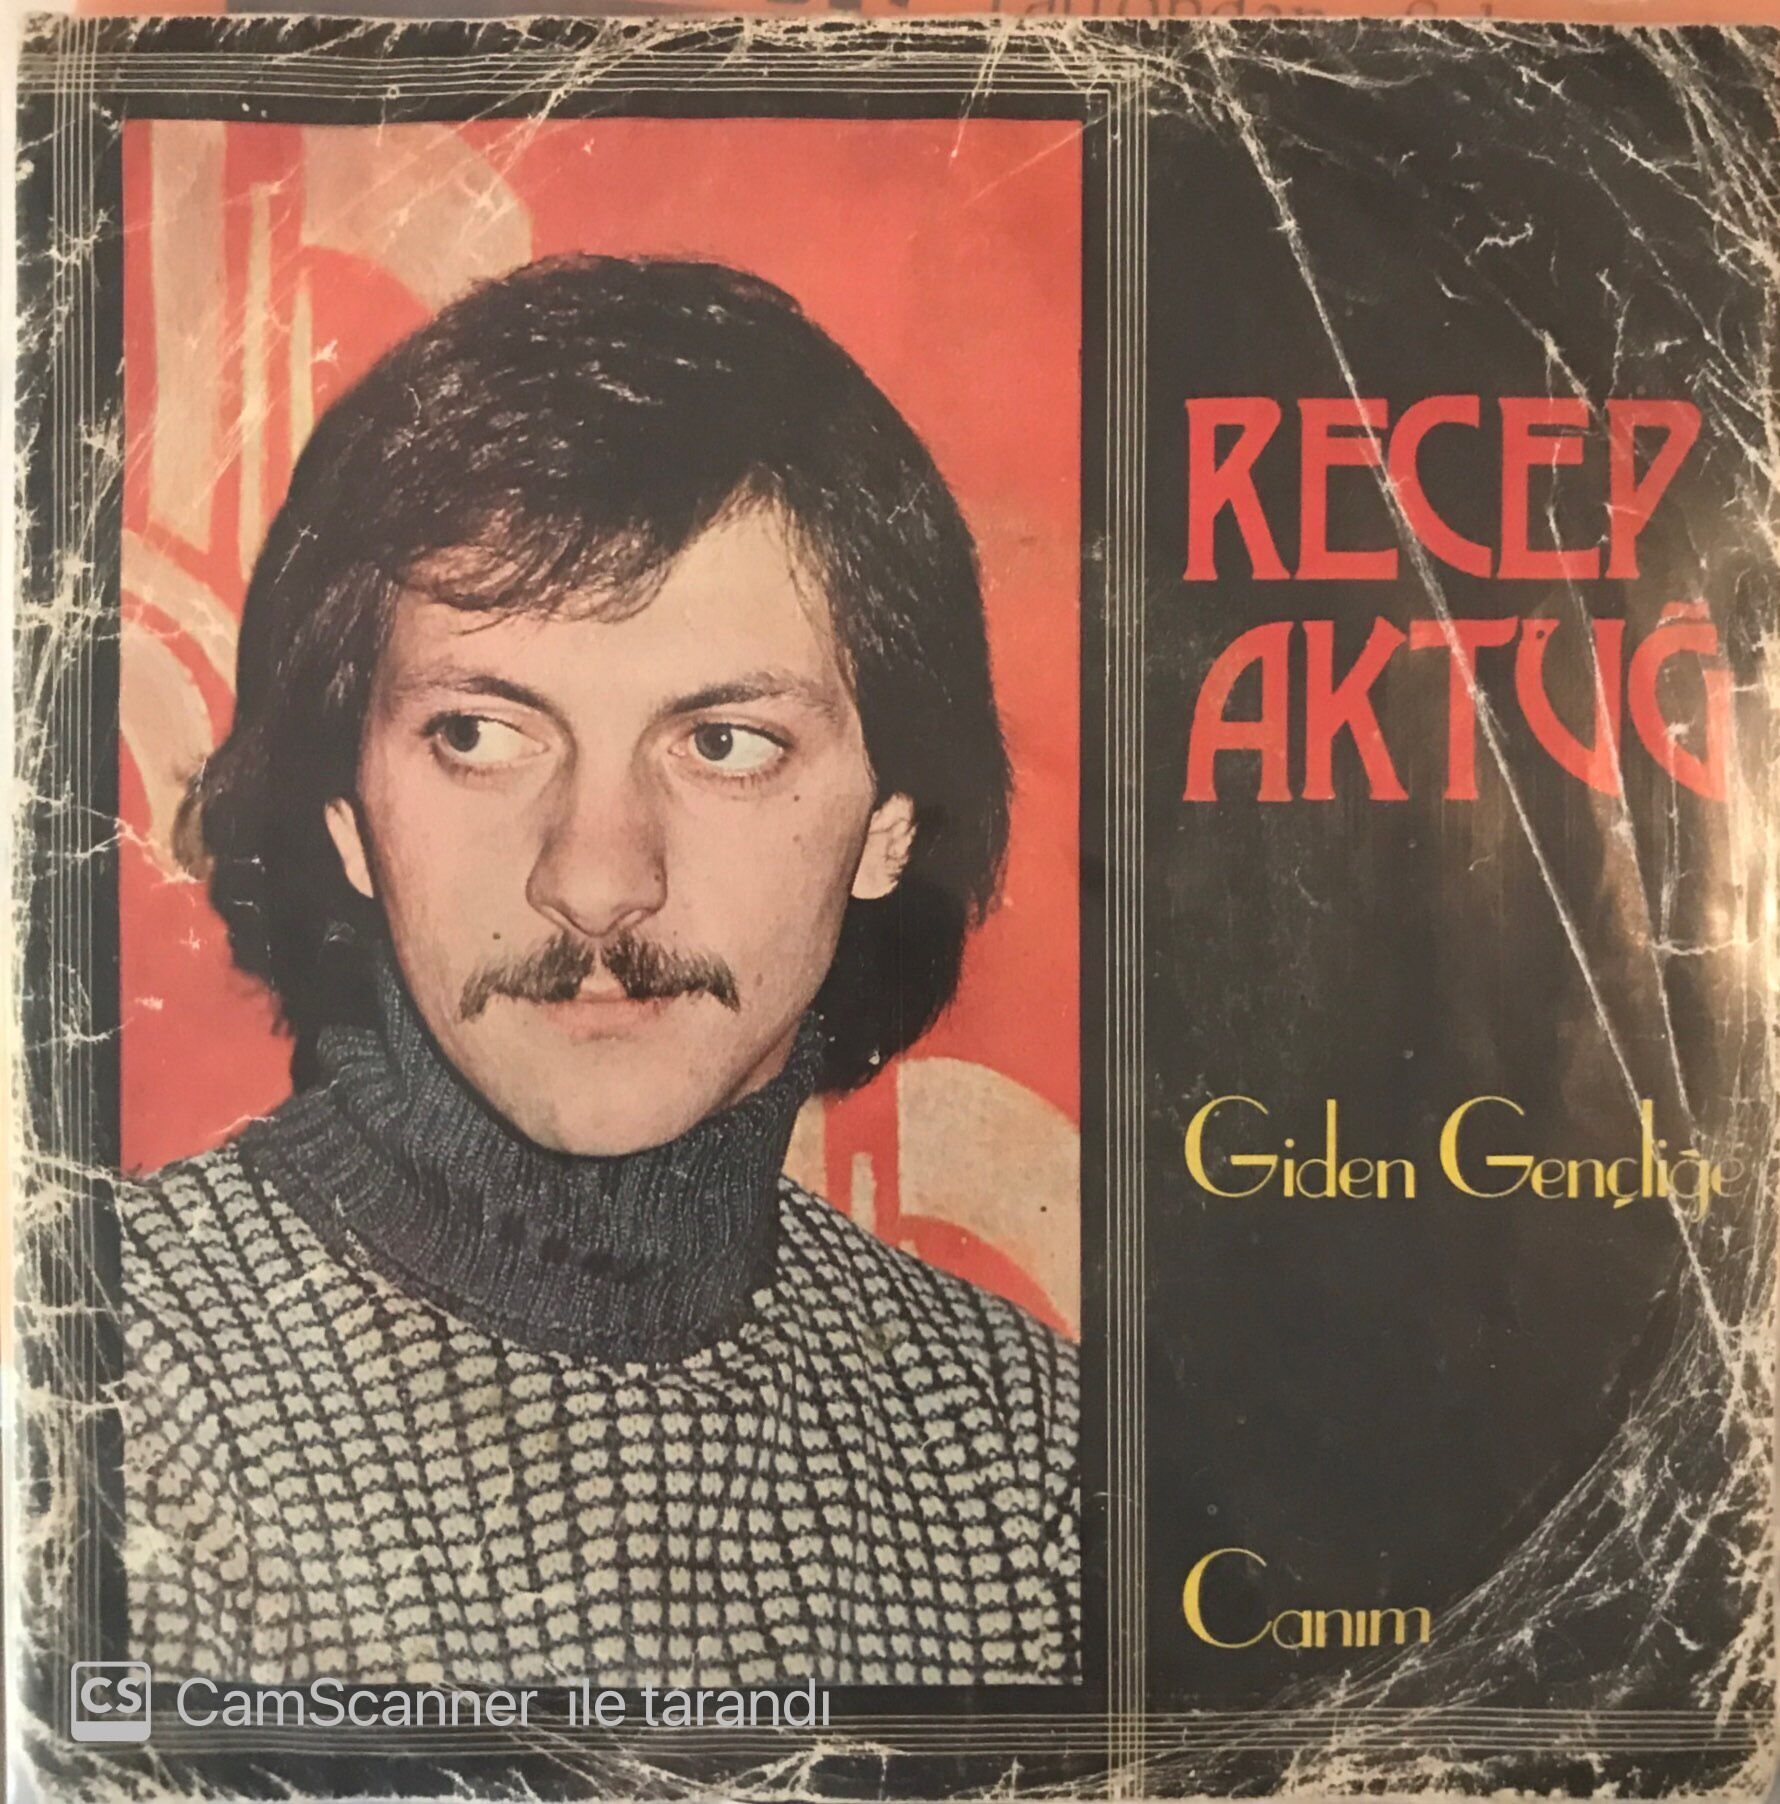 RECEP
AKTUĞ
Giden Gençliğe
Canım
CS CamScanner ile tarandı